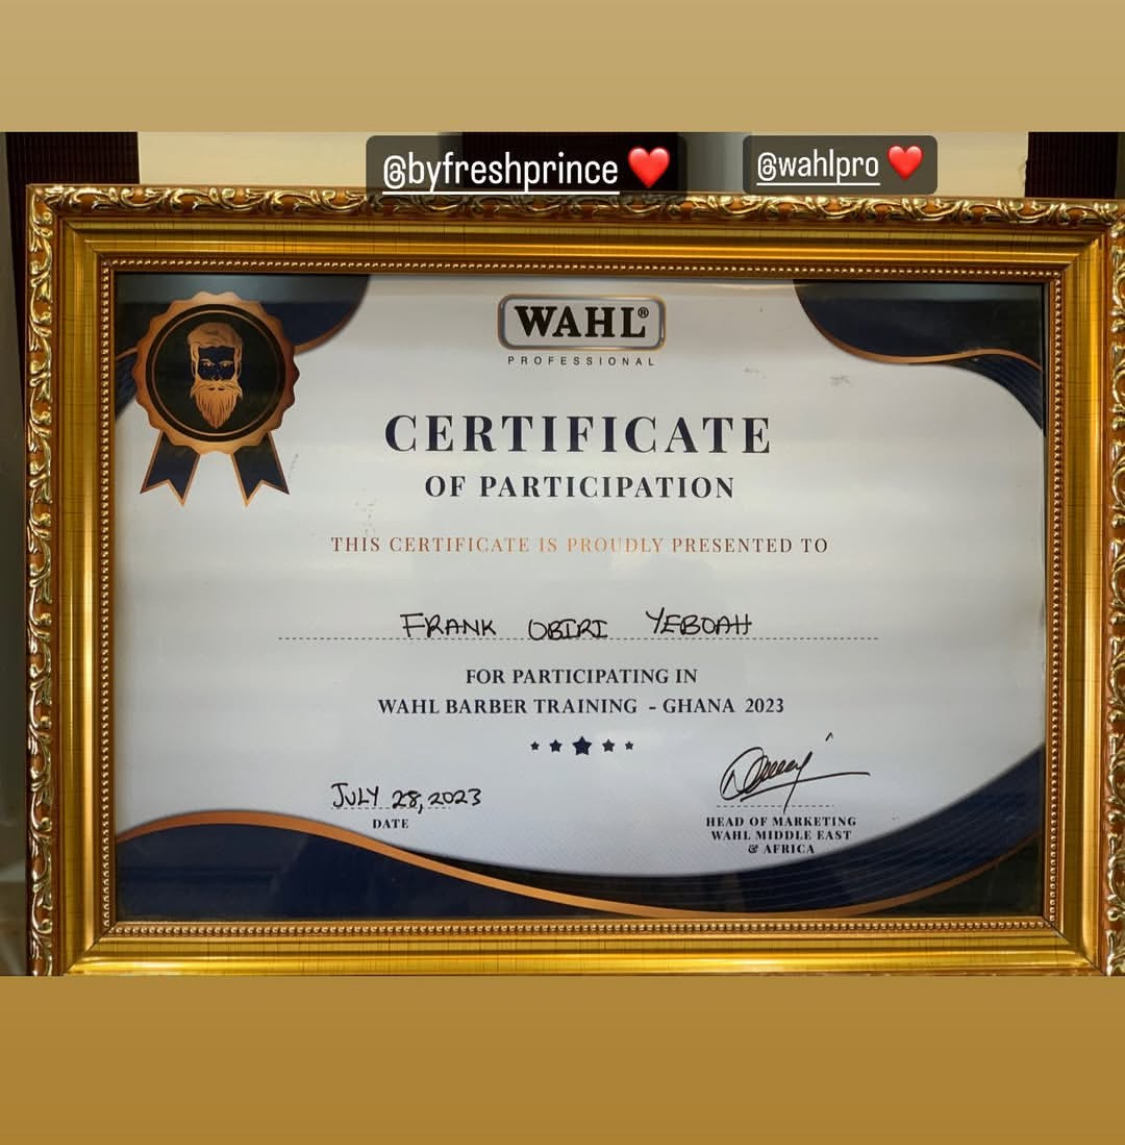 @byfreshprince ❤️ @wahlpro ❤️
WAHL®
PROFESSIONAL
CERTIFICATE
OF PARTICIPATION
THIS CERTIFICATE IS PROUDLY PRESENTED TO
FRANK OBIRI YEBOAH
FOR PARTICIPATING IN
WAHL BARBER TRAINING - GHANA 2023
JULY 28, 2023
DATE
HEAD OF MARKETING
WAHL MIDDLE EAST
& AFRICA